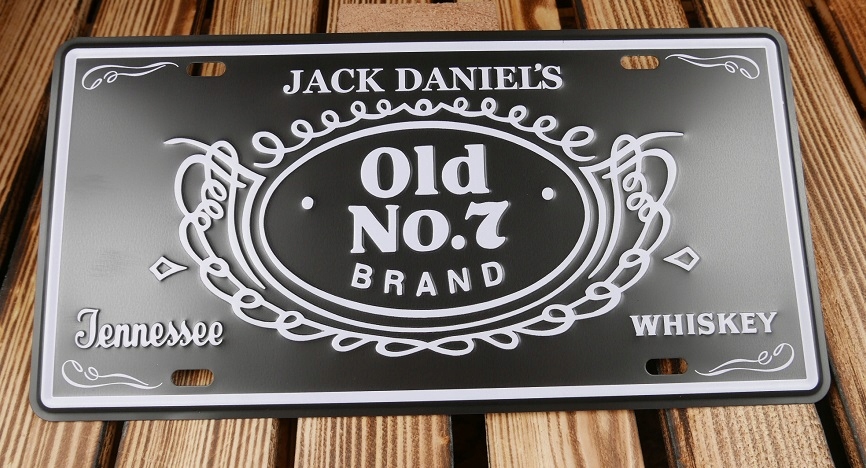 JACK DANIEL'S
Old
No.7
BRAND
Tennessee WHISKEY